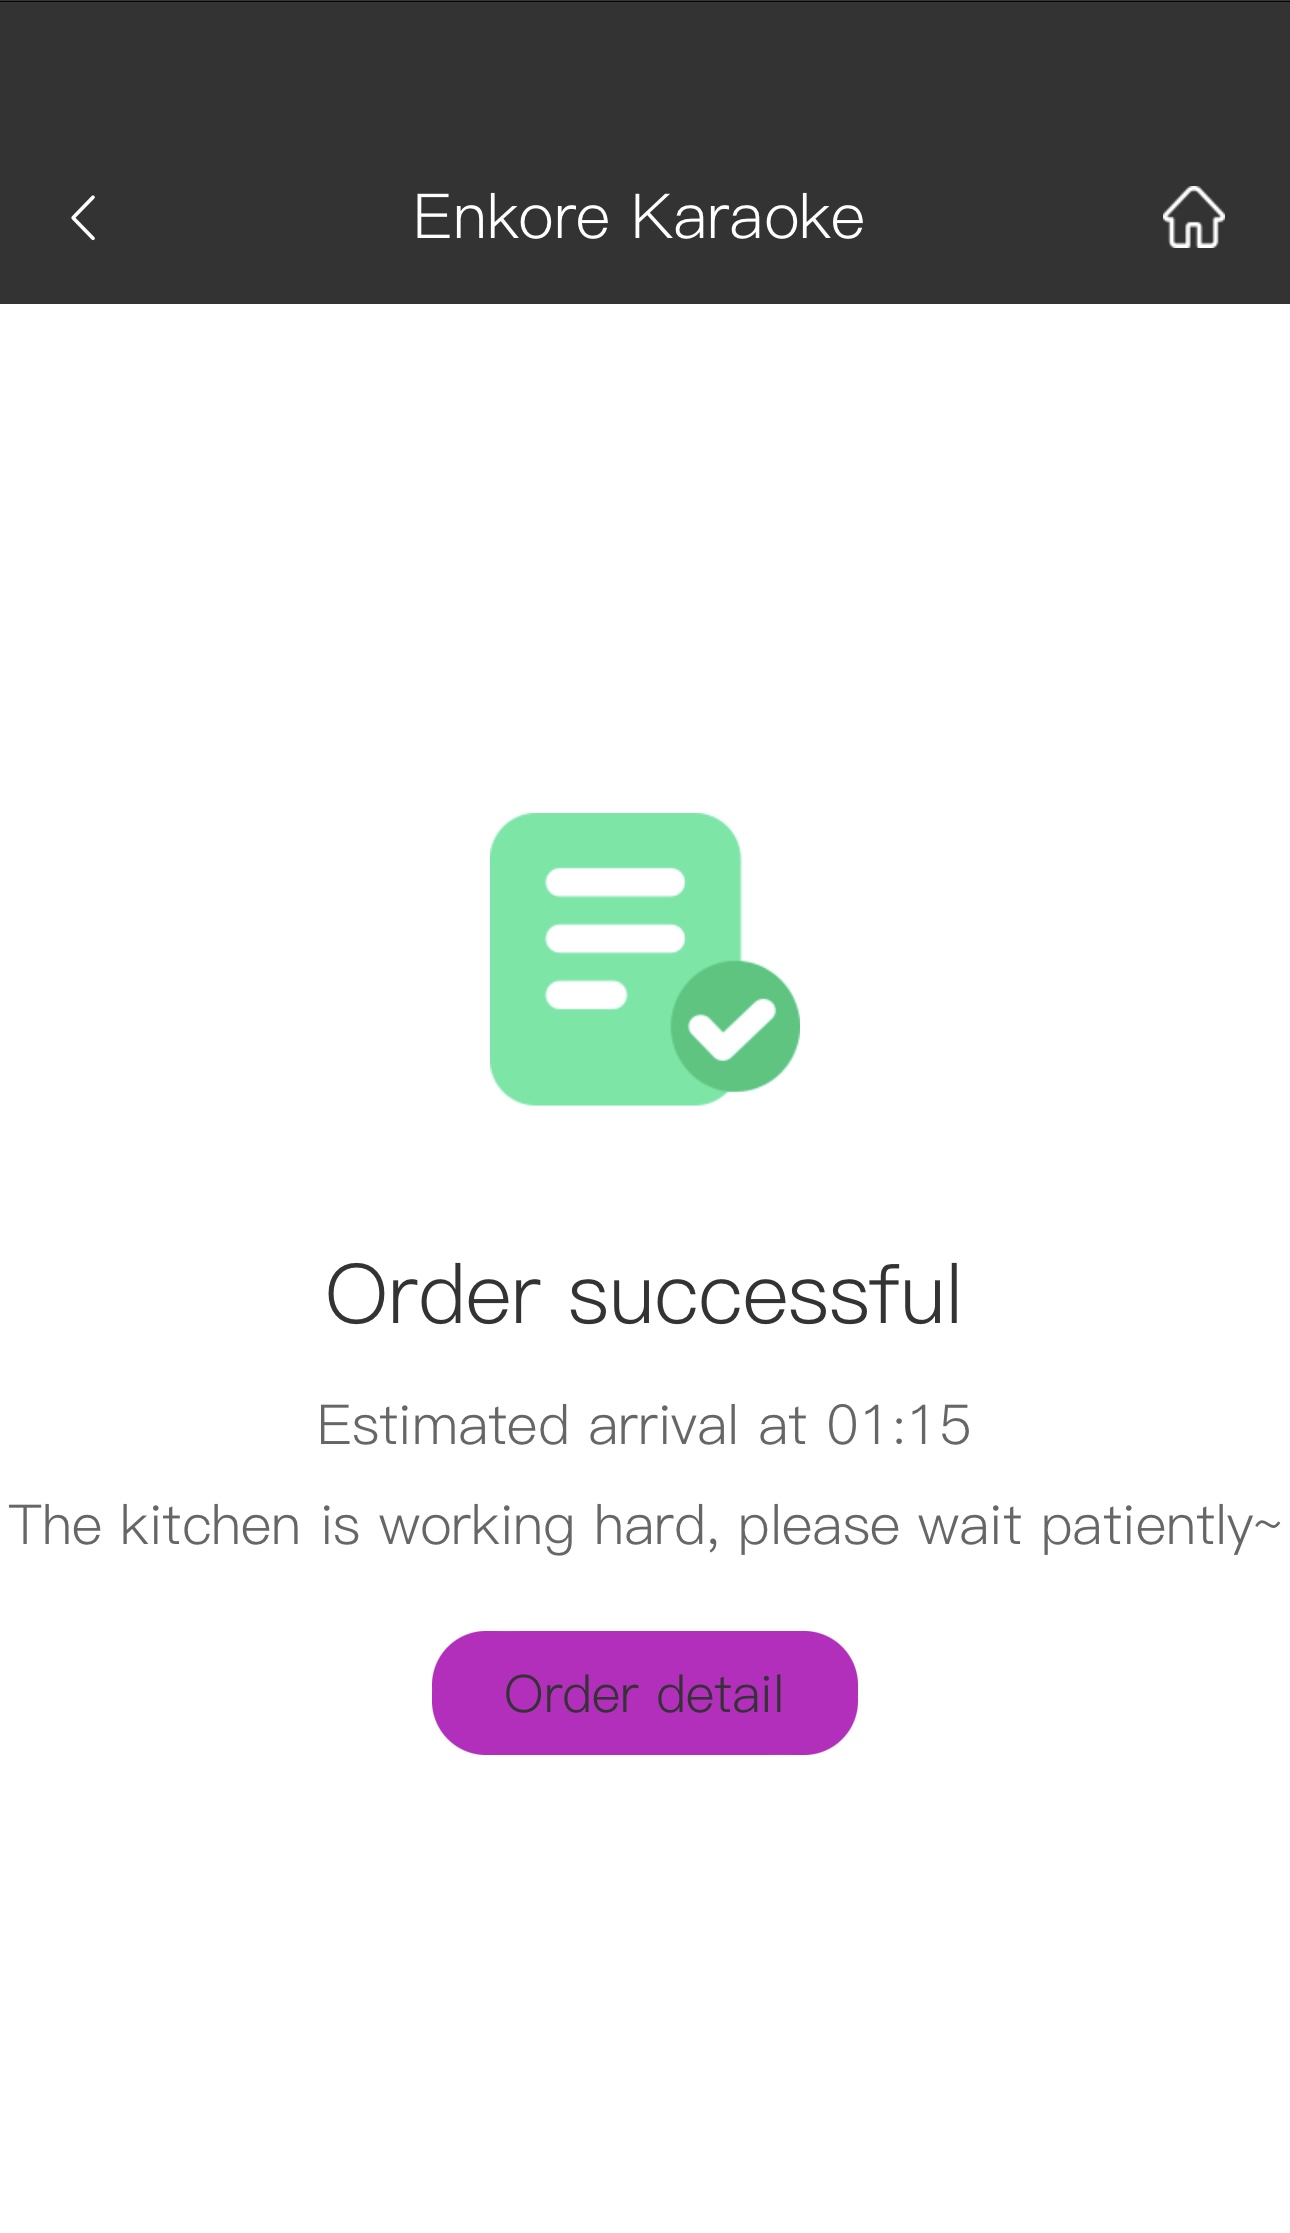 Enkore Karaoke
Order successful
Estimated arrival at 01:15
The kitchen is working hard, please wait patiently~
Order detail